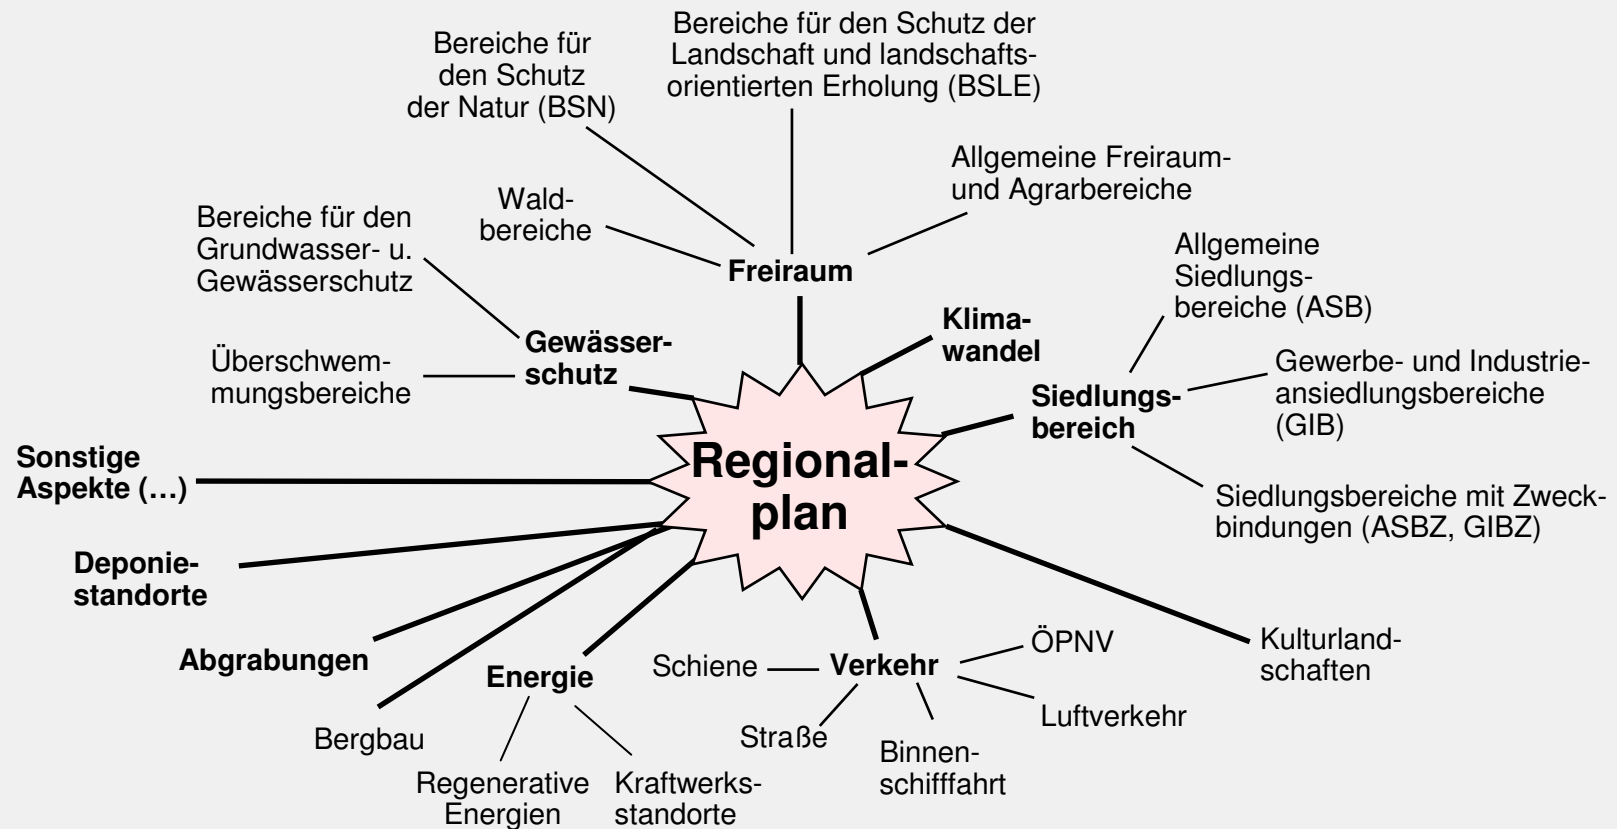 Bereiche für den Schutz der
Landschaft und landschafts-
orientierten Erholung (BSLE)
Bereiche für
den Schutz
der Natur (BSN)
Allgemeine Freiraum-
und Agrarbereiche
Wald-
bereiche
Bereiche für den
Grundwasser- u.
Gewässerschutz
Freiraum
Allgemeine
Siedlungs-
bereiche (ASB)
Klima-
wandel
Gewässer-
schutz
Überschwem-
mungsbereiche
Gewerbe- und Industrie-
ansiedlungsbereiche
(GIB)
Siedlungs-
bereich
Regional-
plan
Sonstige
Aspekte (…)
Siedlungsbereiche mit Zweck-
bindungen (ASBZ, GIBZ)
Deponie-
standorte
Abgrabungen
Bergbau
Energie
Regenerative
Energien
Kraftwerks-
standorte
Schiene
Verkehr
ÖPNV
Luftverkehr
Straße
Binnen-
schifffahrt
Kulturland-
schaften